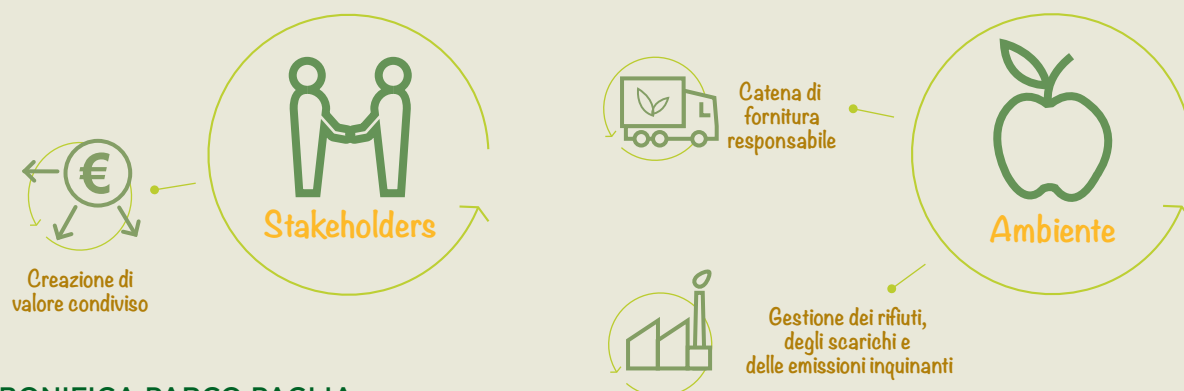 Stakeholders
Creazione di
valore condiviso
Catena di
fornitura
responsabile
Ambiente
Gestione dei rifiuti,
degli scarichi e
delle emissioni inquinanti